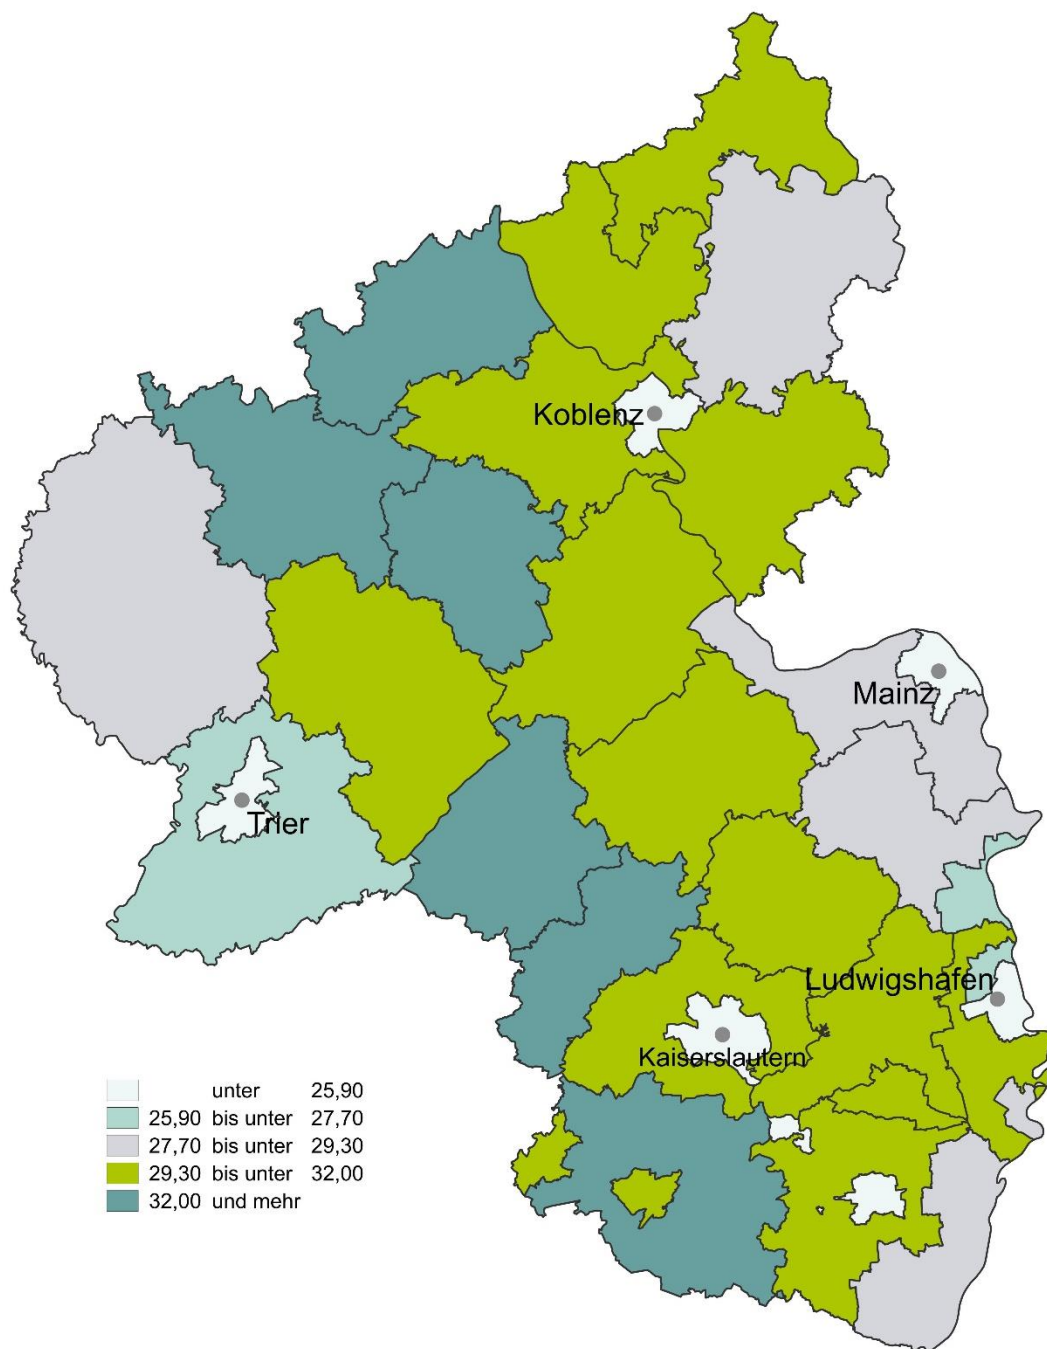 Koblenz
Mainz
Trier
Ludwigshafen
Kaiserslautern
unter 25,90
25,90 bis unter 27,70
27,70 bis unter 29,30
29,30 bis unter 32,00
32,00 und mehr